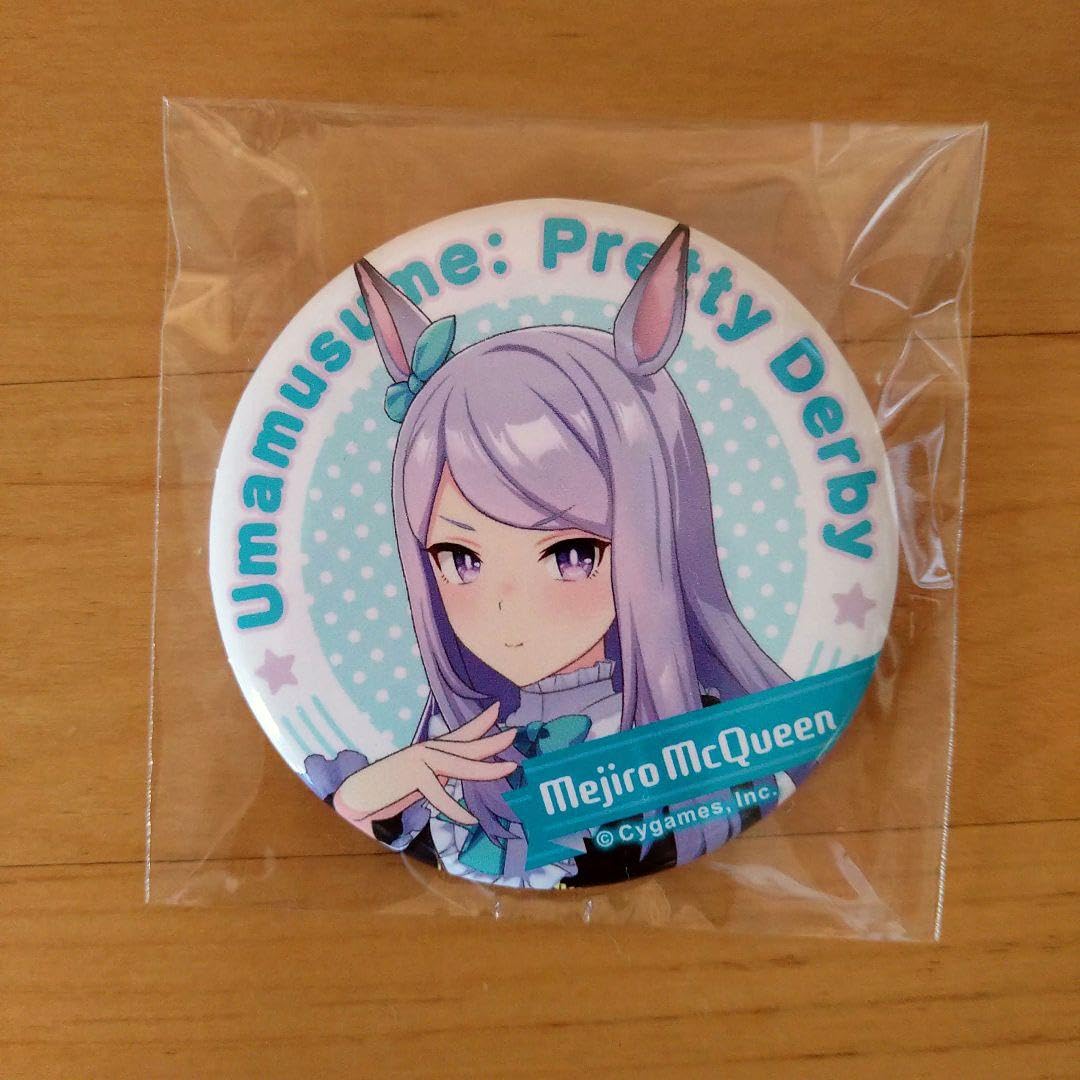 Umamusume: Pretty Derby
Mejiro McQueen
© Cygames, Inc.